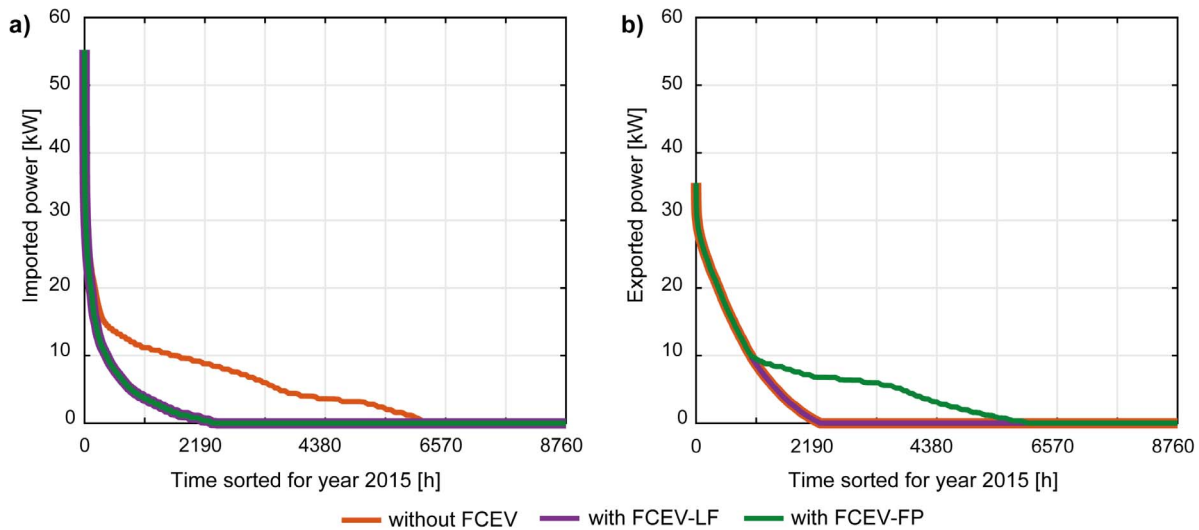 a)
60
50
40
30
20
10
0
Imported power [kW]
0 2190 4380 6570 8760
Time sorted for year 2015 [h]
b)
60
50
40
30
20
10
0
Exported power [kW]
0 2190 4380 6570 8760
Time sorted for year 2015 [h]
without FCEV with FCEV-LF with FCEV-FP